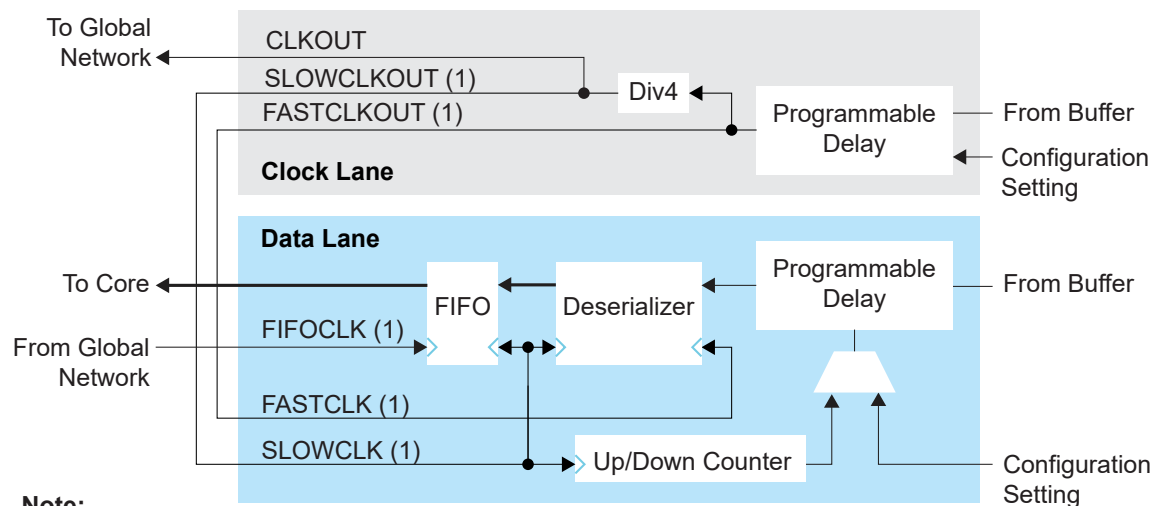 To Global
Network
CLKOUT
SLOWCLKOUT (1)
FASTCLKOUT (1)
Div4
Programmable
Delay
From Buffer
Configuration
Setting
Clock Lane
Data Lane
To Core
FIFO
Deserializer
Programmable
Delay
From Buffer
FIFOCLK (1)
From Global
Network
FASTCLK (1)
SLOWCLK (1)
Up/Down Counter
Configuration
Setting
Note: